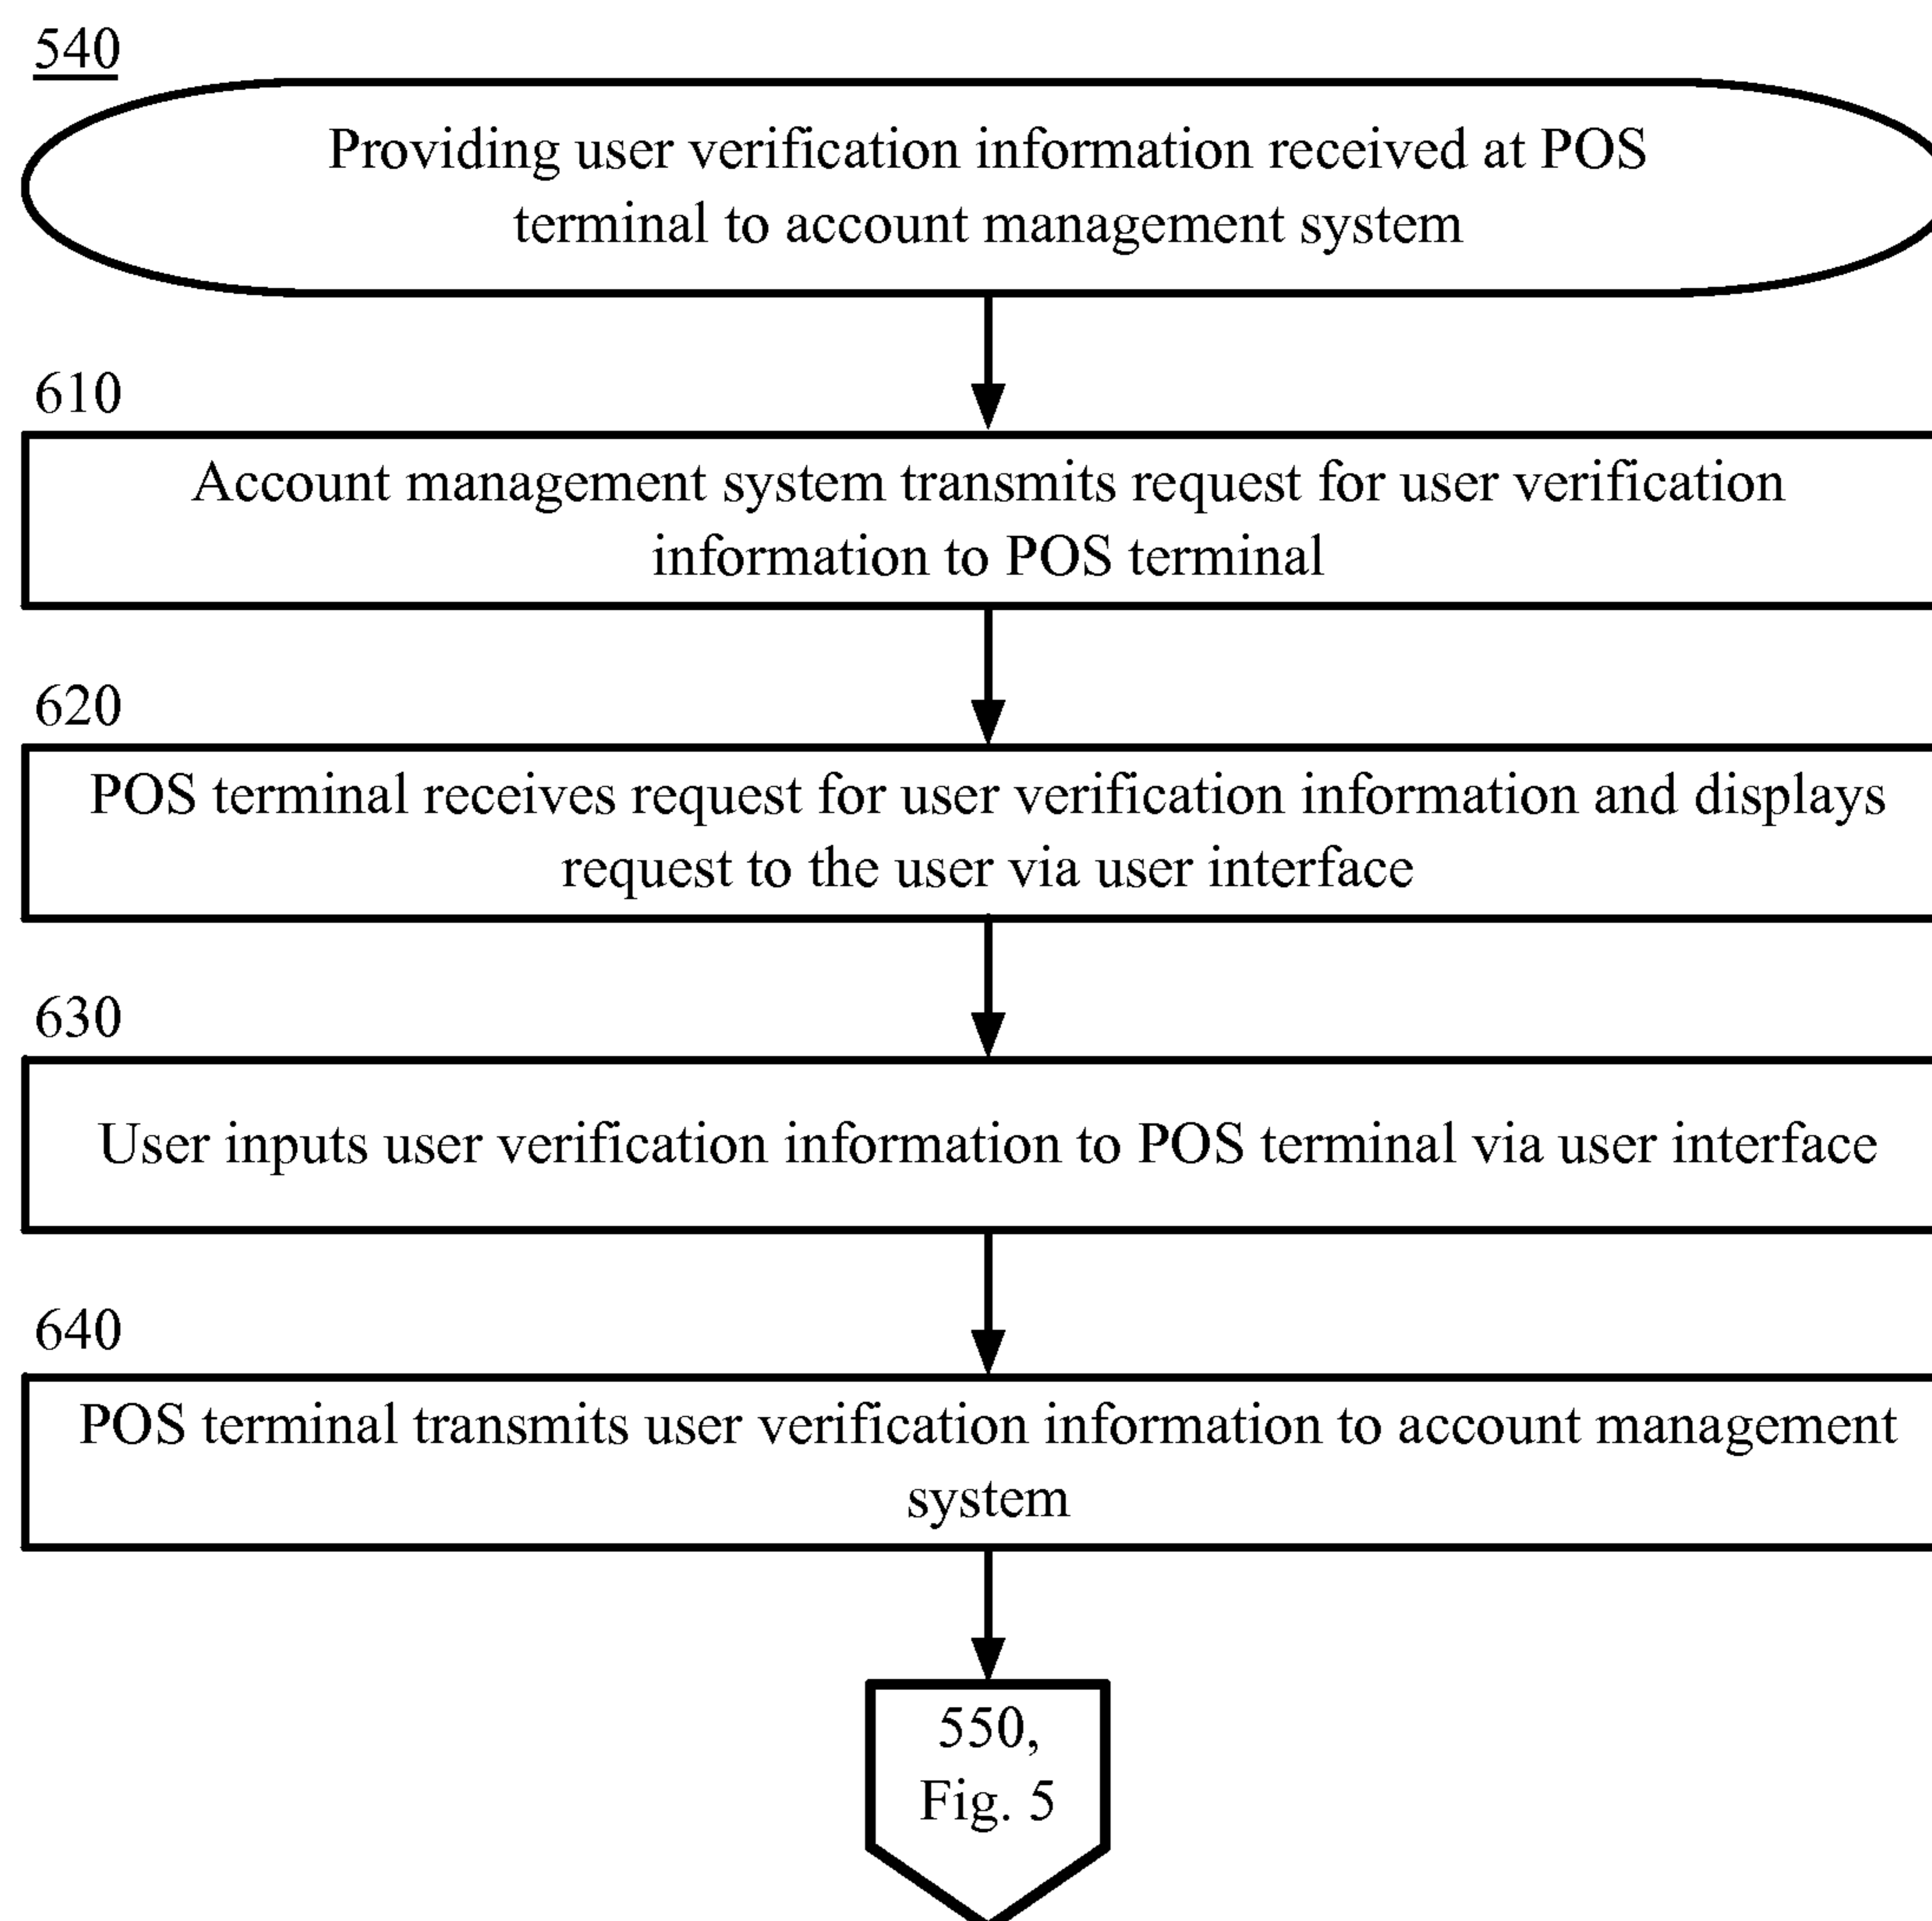 540
Providing user verification information received at POS
terminal to account management system
610
Account management system transmits request for user verification
information to POS terminal
620
POS terminal receives request for user verification information and displays
request to the user via user interface
630
User inputs user verification information to POS terminal via user interface
640
POS terminal transmits user verification information to account management
system
550,
Fig. 5